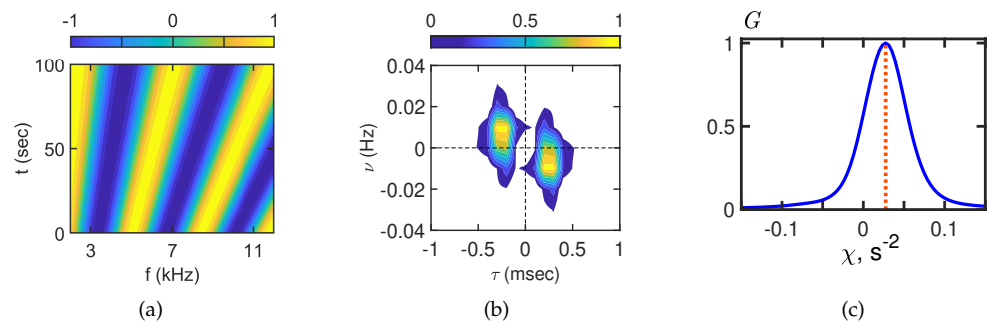 -1 0 1
100
50
0
t (sec)
3 7 11
f (kHz)
(a)
0 0.5 1
0.04
0.02
0
-0.02
-0.04
ν (Hz)
-1 -0.5 0 0.5 1
τ (msec)
(b)
G
1
0.5
0
-0.1 0 0.1
χ, s⁻²
(c)